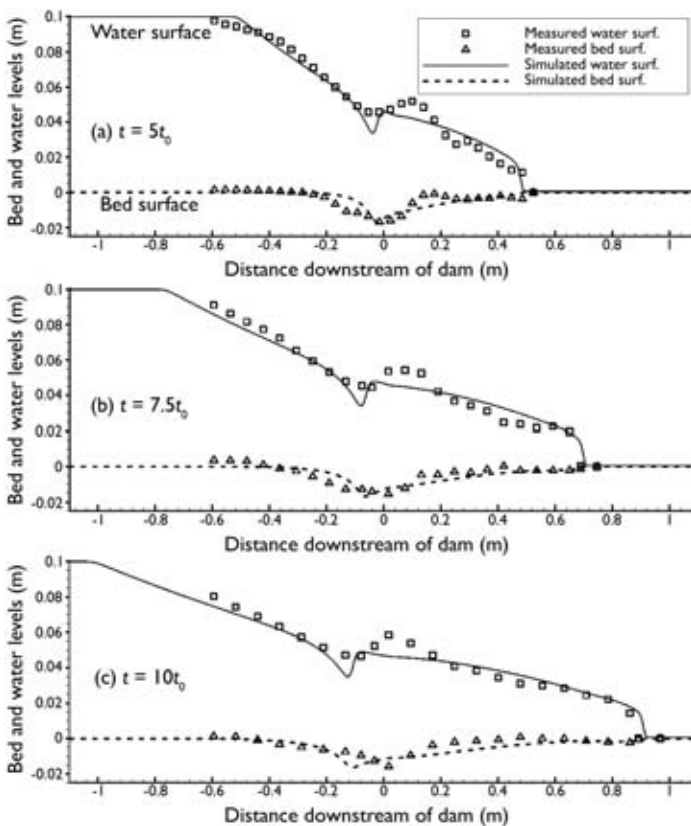 0.1
Water surface
Measured water surf.
Measured bed surf.
Simulated water surf.
Simulated bed surf.
0.08
0.06
0.04
0.02
0
-0.02
Bed and water levels (m)
(a) t = 5t₀
Bed surface
-1 -0.8 -0.6 -0.4 -0.2 0 0.2 0.4 0.6 0.8 1
Distance downstream of dam (m)
0.1
0.08
0.06
0.04
0.02
0
-0.02
Bed and water levels (m)
(b) t = 7.5t₀
-1 -0.8 -0.6 -0.4 -0.2 0 0.2 0.4 0.6 0.8 1
Distance downstream of dam (m)
0.1
0.08
0.06
0.04
0.02
0
-0.02
Bed and water levels (m)
(c) t = 10t₀
-1 -0.8 -0.6 -0.4 -0.2 0 0.2 0.4 0.6 0.8 1
Distance downstream of dam (m)